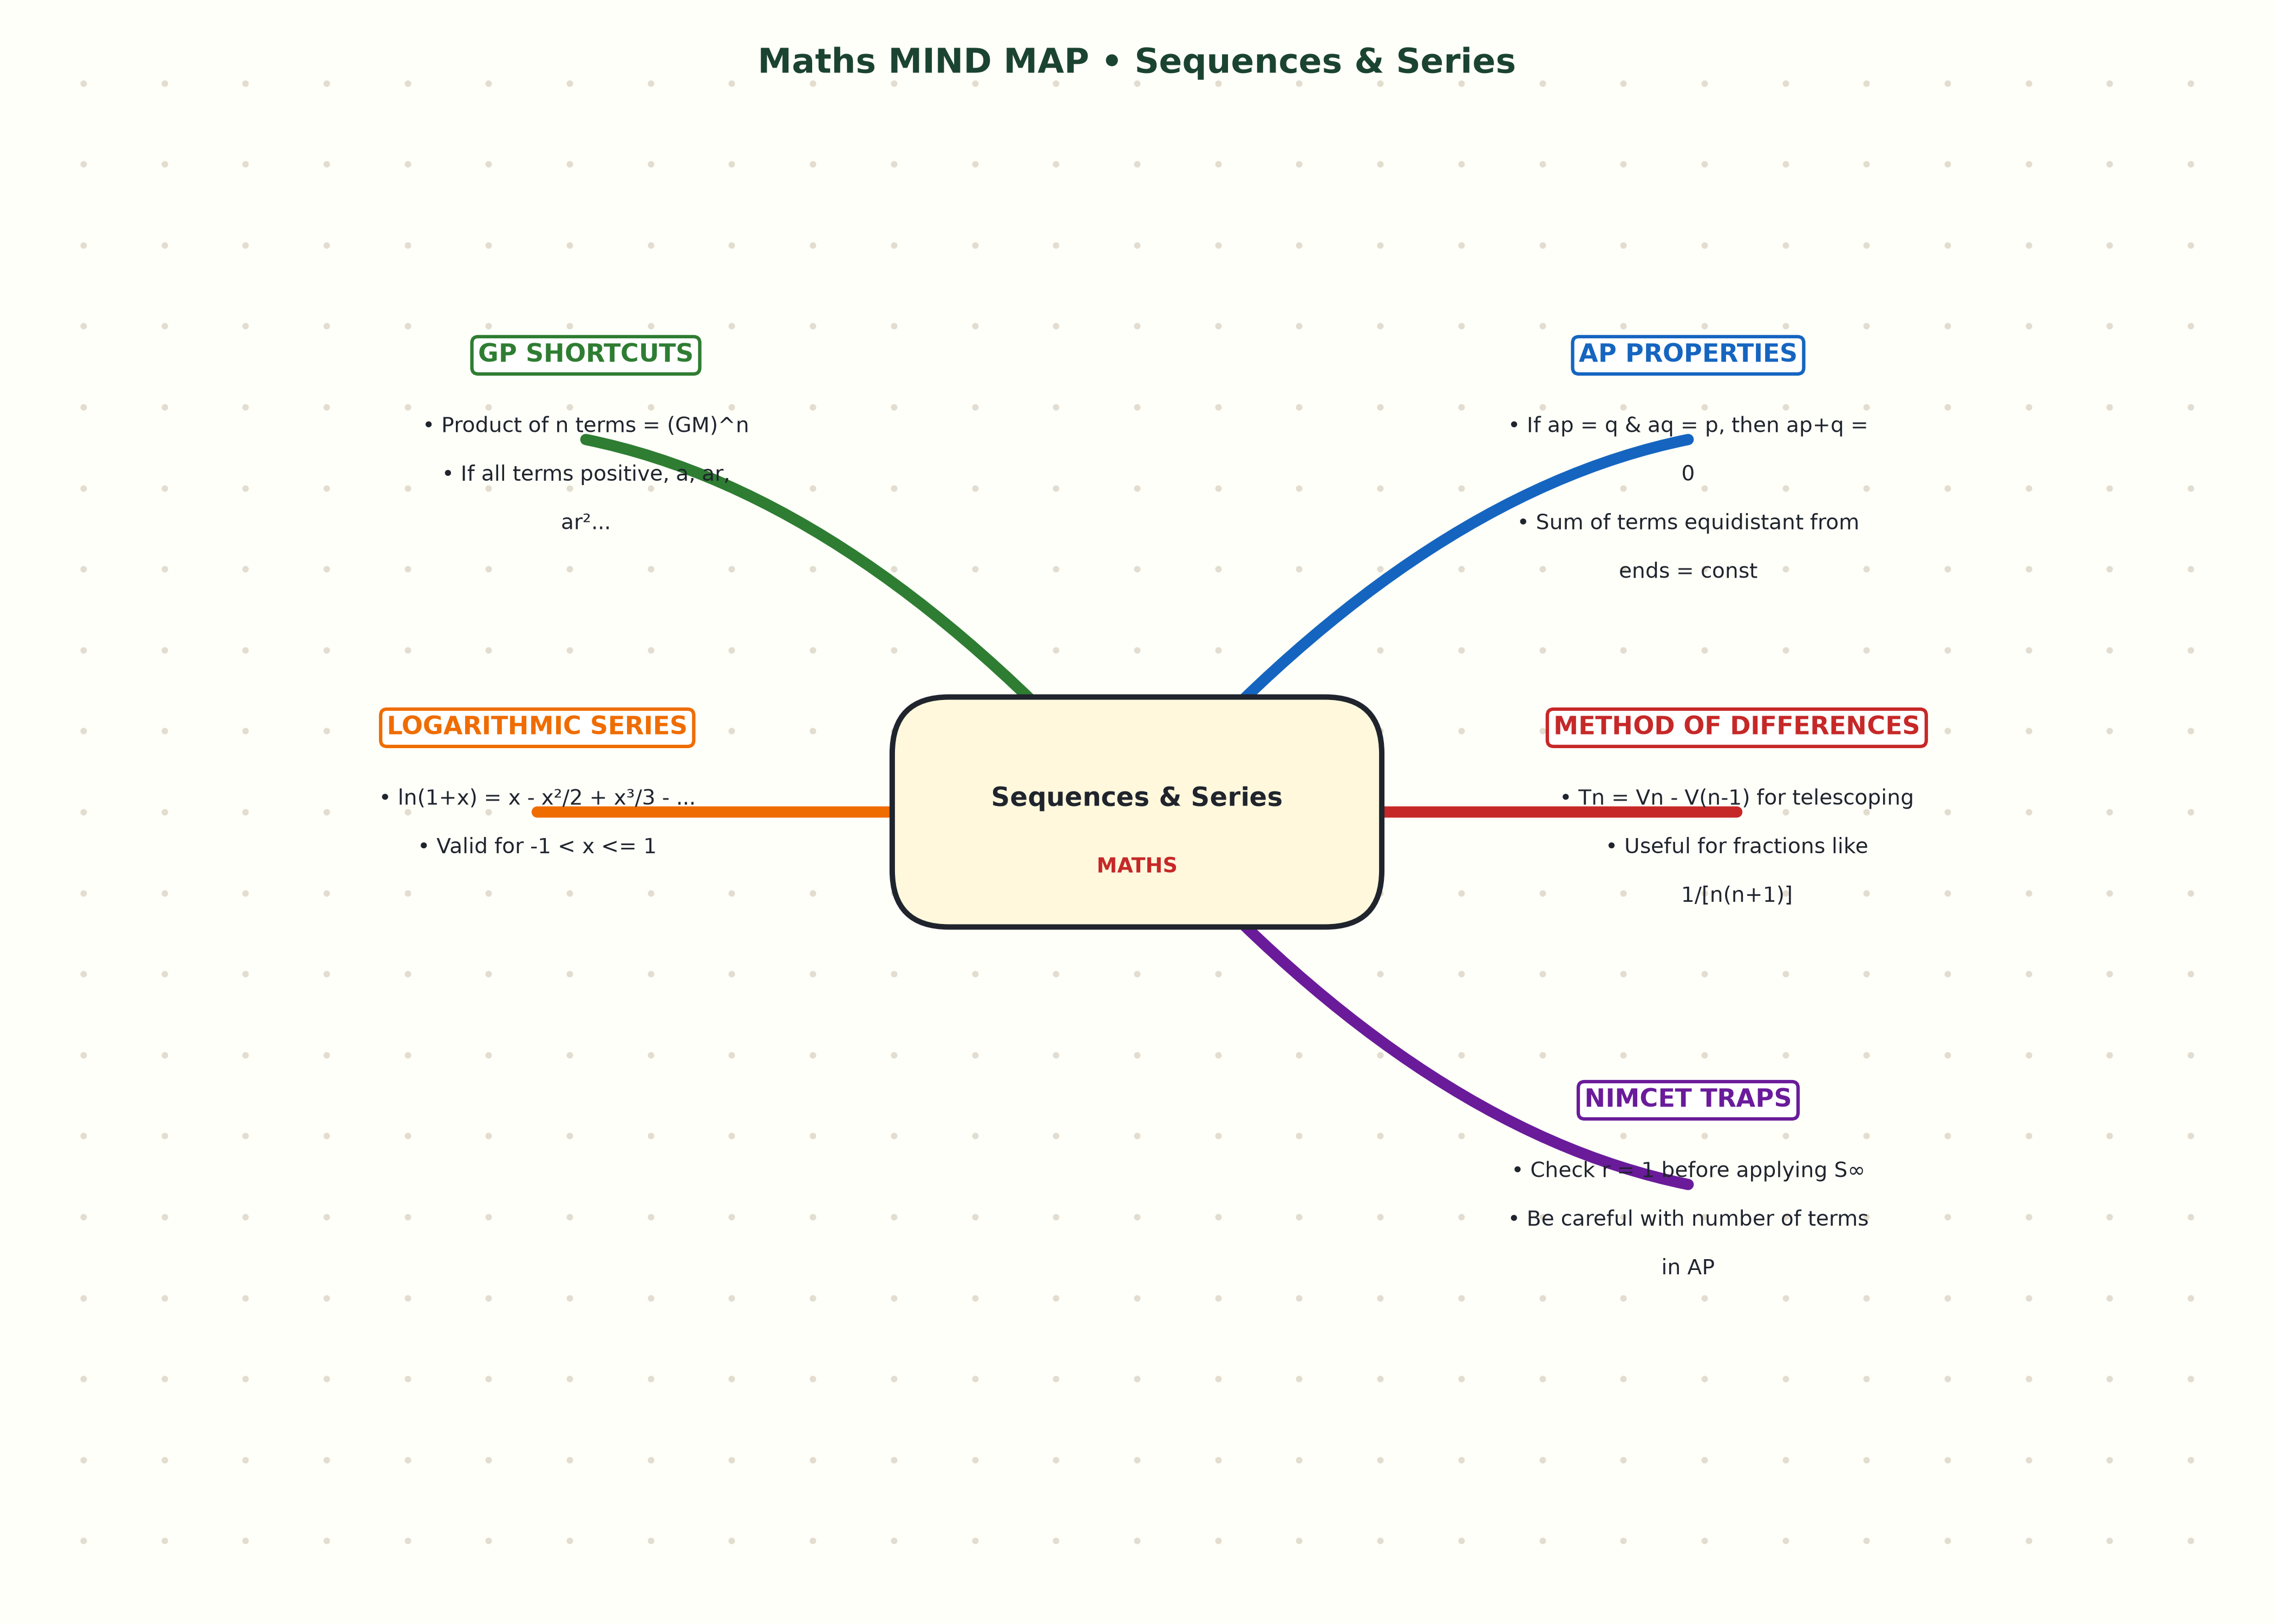 Maths MIND MAP • Sequences & Series
GP SHORTCUTS
• Product of n terms = (GM)^n
• If all terms positive, a, ar,
ar²...
AP PROPERTIES
• If ap = q & aq = p, then ap+q =
0
• Sum of terms equidistant from
ends = const
LOGARITHMIC SERIES
• ln(1+x) = x - x²/2 + x³/3 - ...
• Valid for -1 < x <= 1
Sequences & Series
MATHS
METHOD OF DIFFERENCES
• Tn = Vn - V(n-1) for telescoping
• Useful for fractions like
1/[n(n+1)]
NIMCET TRAPS
• Check r = 1 before applying S∞
• Be careful with number of terms
in AP